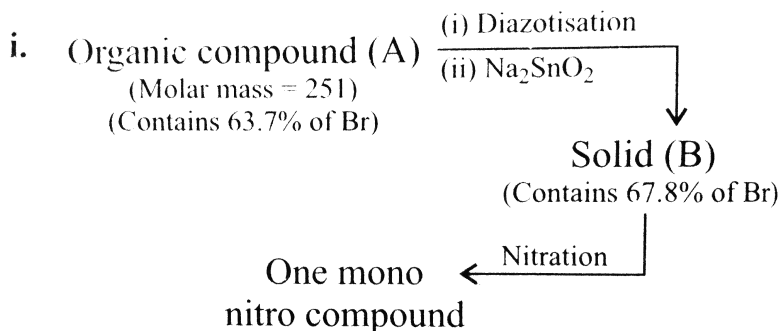 i. Organic compound (A)
(Molar mass = 251)
(Contains 63.7% of Br)
(i) Diazotisation
(ii) Na₂SnO₂
Solid (B)
(Contains 67.8% of Br)
Nitration
One mono
nitro compound